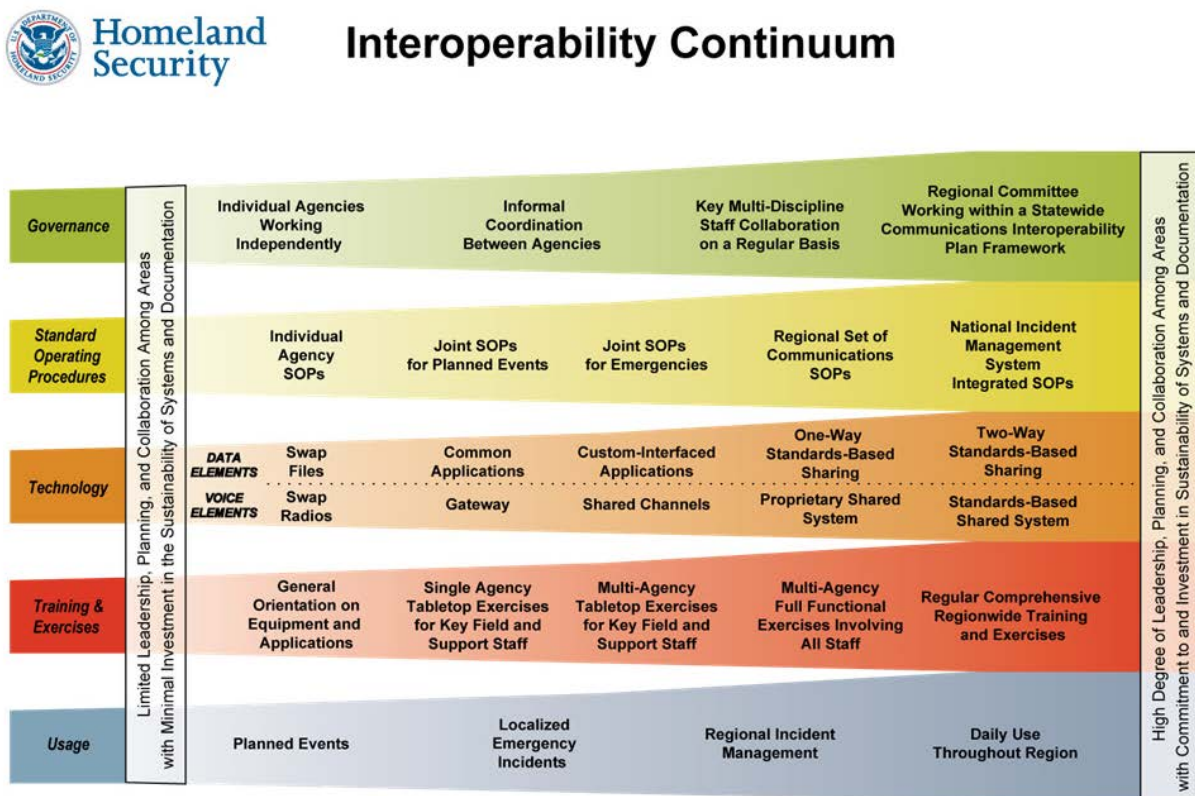 U.S. DEPARTMENT OF
HOMELAND SECURITY
Homeland
Security
Interoperability Continuum
Limited Leadership, Planning, and Collaboration Among Areas
with Minimal Investment in the Sustainability of Systems and Documentation
High Degree of Leadership, Planning, and Collaboration Among Areas
with Commitment to and Investment in Sustainability of Systems and Documentation
Governance
Individual Agencies
Working
Independently
Informal
Coordination
Between Agencies
Key Multi-Discipline
Staff Collaboration
on a Regular Basis
Regional Committee
Working within a Statewide
Communications Interoperability
Plan Framework
Standard
Operating
Procedures
Individual
Agency
SOPs
Joint SOPs
for Planned Events
Joint SOPs
for Emergencies
Regional Set of
Communications
SOPs
National Incident
Management
System
Integrated SOPs
Technology
DATA
ELEMENTS
Swap
Files
Common
Applications
Custom-Interfaced
Applications
One-Way
Standards-Based
Sharing
Two-Way
Standards-Based
Sharing
VOICE
ELEMENTS
Swap
Radios
Gateway
Shared Channels
Proprietary Shared
System
Standards-Based
Shared System
Training &
Exercises
General
Orientation on
Equipment and
Applications
Single Agency
Tabletop Exercises
for Key Field and
Support Staff
Multi-Agency
Tabletop Exercises
for Key Field and
Support Staff
Multi-Agency
Full Functional
Exercises Involving
All Staff
Regular Comprehensive
Regionwide Training
and Exercises
Usage
Planned Events
Localized
Emergency
Incidents
Regional Incident
Management
Daily Use
Throughout Region